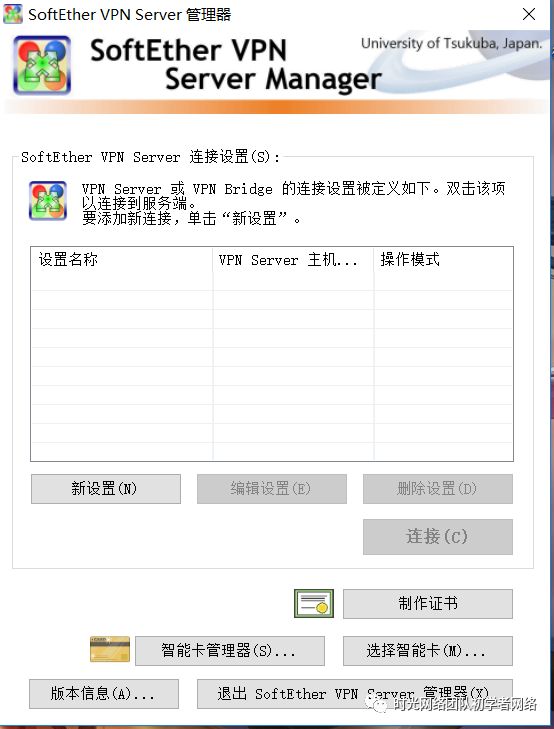 SoftEther VPN Server 管理器
SoftEther VPN
Server Manager
University of Tsukuba, Japan.
SoftEther VPN Server 连接设置(S):
VPN Server 或 VPN Bridge 的连接设置被定义如下。双击该项
以连接到服务端。
要添加新连接，单击“新设置”。
设置名称 VPN Server 主机... 操作模式
新设置(N) 编辑设置(E) 删除设置(D)
连接(C)
制作证书
CARD
智能卡管理器(S)... 选择智能卡(M)...
版本信息(A)... 退出 SoftEther VPN Server 管理器(X)
时光网络团队初学者网络